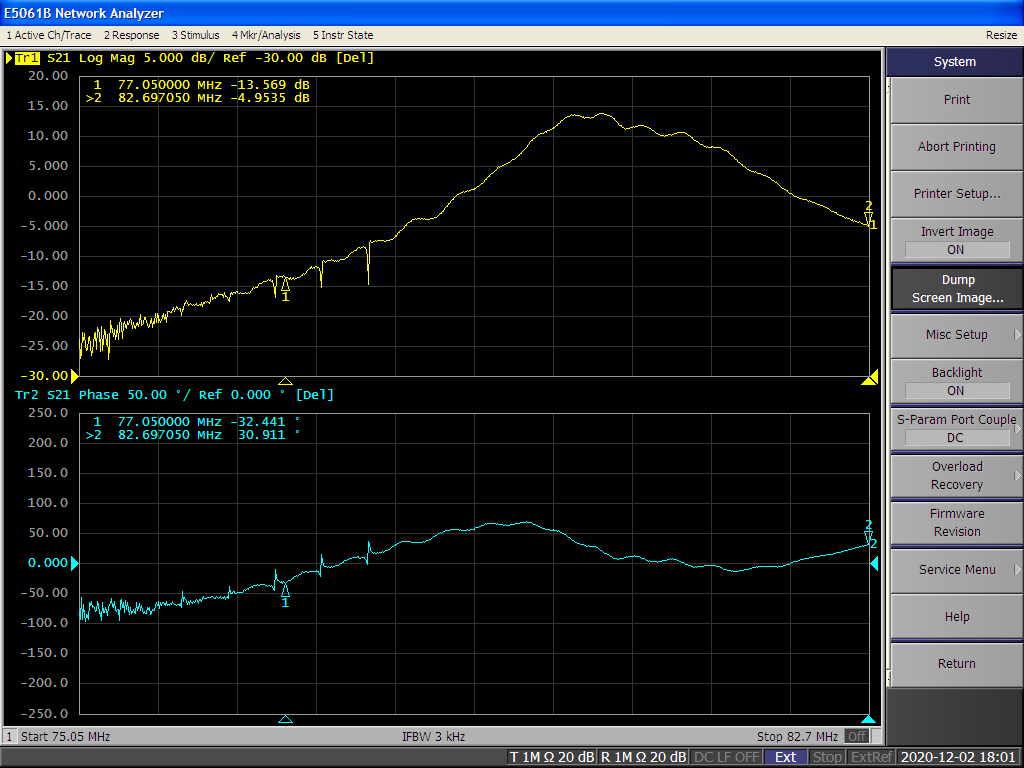 E5061B Network Analyzer
1 Active Ch/Trace 2 Response 3 Stimulus 4 Mkr/Analysis 5 Instr State Resize
Tr1 S21 Log Mag 5.000 dB/ Ref -30.00 dB [Del]
20.00
1 77.050000 MHz -13.569 dB
>2 82.697050 MHz -4.9535 dB
15.00
10.00
5.000
0.000
-5.000
-10.00
-15.00
-20.00
-25.00
-30.00
2
1
1
Tr2 S21 Phase 50.00 °/ Ref 0.000 ° [Del]
250.0
1 77.050000 MHz -32.441 °
>2 82.697050 MHz 30.911 °
200.0
150.0
100.0
50.00
0.000
-50.00
-100.0
-150.0
-200.0
-250.0
2
2
1
1 Start 75.05 MHz IFBW 3 kHz Stop 82.7 MHz Off
System
Print
Abort Printing
Printer Setup...
Invert Image
ON
Dump
Screen Image...
Misc Setup
Backlight
ON
S-Param Port Couple
DC
Overload
Recovery
Firmware
Revision
Service Menu
Help
Return
T 1M Ω 20 dB R 1M Ω 20 dB DC LF OFF Ext Stop ExtRef 2020-12-02 18:01